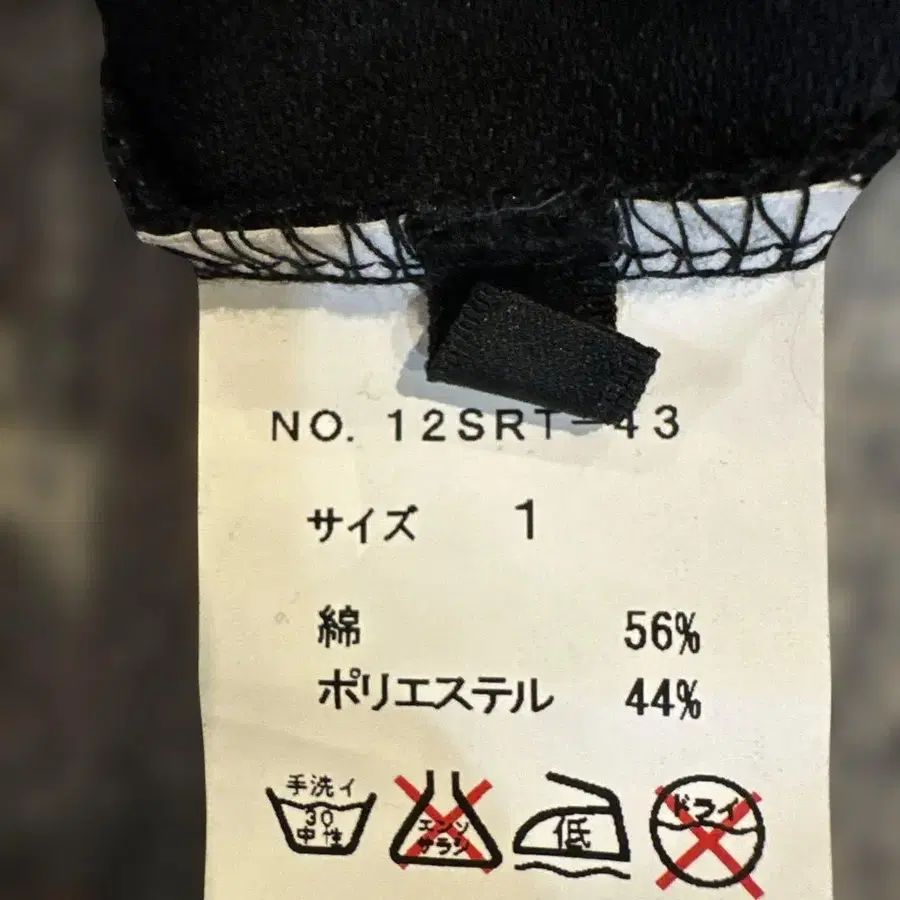 NO. 12SRT-43
サイズ 1
綿 56%
ポリエステル 44%
手洗イ
30
中性
エンソ
サラシ
低
ドライ